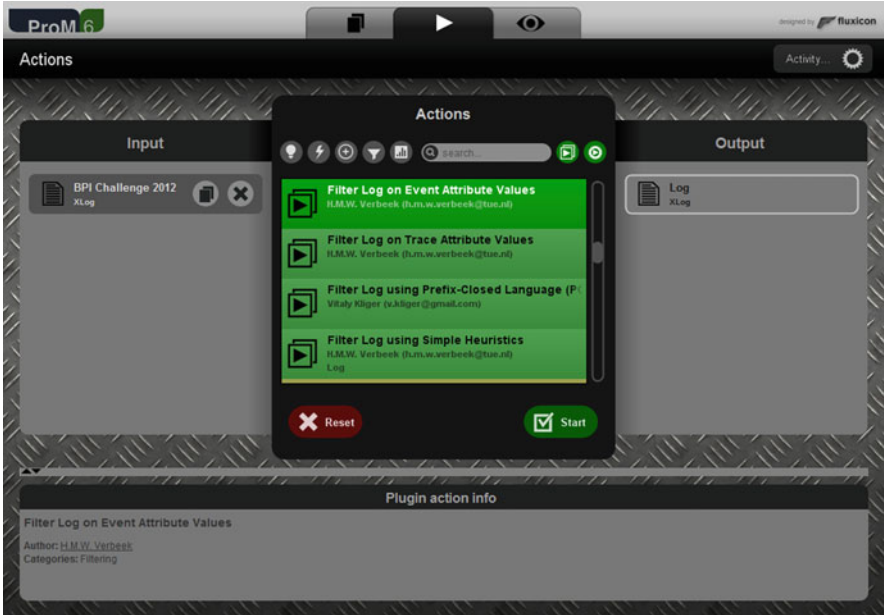 ProM 6
designed by fluxicon
Actions
Activity...
Input
BPI Challenge 2012
XLog
Actions
search...
Filter Log on Event Attribute Values
H.M.W. Verbeek (h.m.w.verbeek@tue.nl)
Filter Log on Trace Attribute Values
H.M.W. Verbeek (h.m.w.verbeek@tue.nl)
Filter Log using Prefix-Closed Language (PC
Vitaly Kliger (v.kliger@gmail.com)
Filter Log using Simple Heuristics
H.M.W. Verbeek (h.m.w.verbeek@tue.nl)
Log
Reset
Start
Output
Log
XLog
Plugin action info
Filter Log on Event Attribute Values
Author: H.M.W. Verbeek
Categories: Filtering